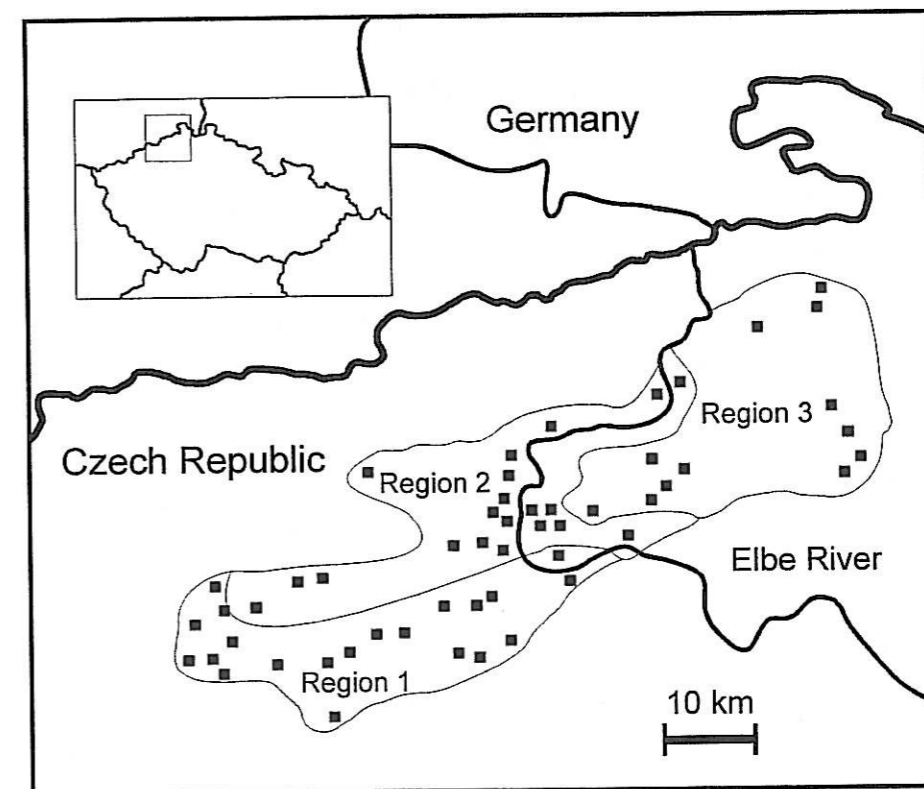 Germany
Czech Republic
Region 3
Region 2
Elbe River
Region 1
10 km